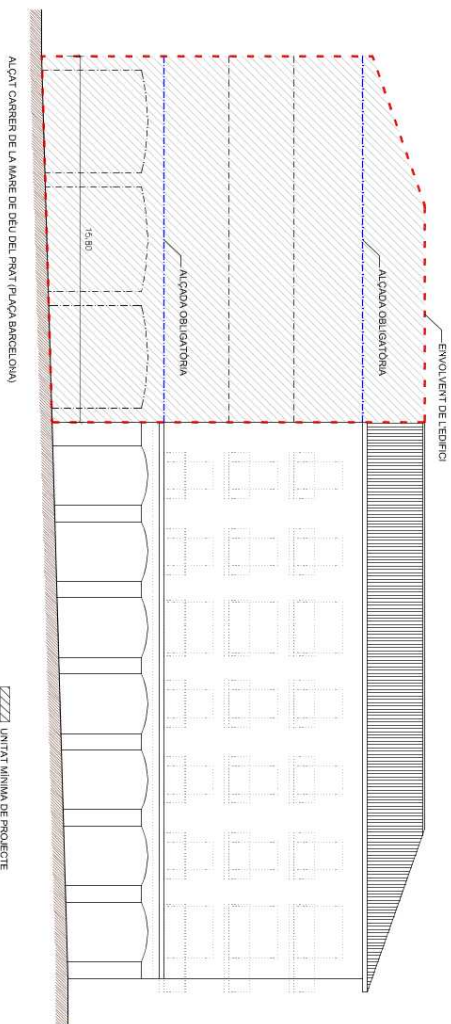 ENVOLVENT DE L'EDIFICI
ALÇADA OBLIGATÒRIA
ALÇADA OBLIGATÒRIA
15,80
ALÇAT CARRER DE LA MARE DE DÉU DEL PRAT (PLAÇA BARCELONA)
UNITAT MÍNIMA DE PROJECTE